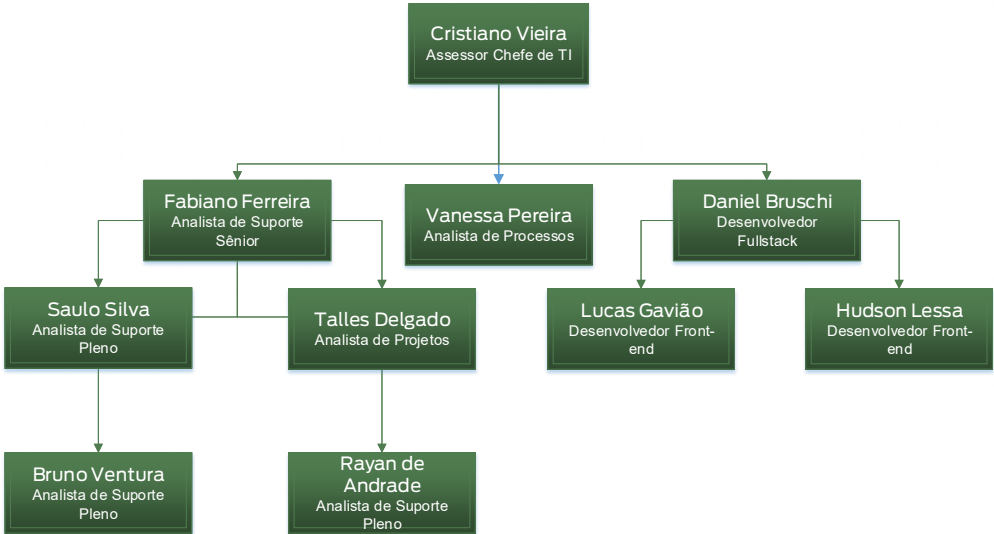 Cristiano Vieira
Assessor Chefe de TI
Fabiano Ferreira
Analista de Suporte
Sênior
Vanessa Pereira
Analista de Processos
Daniel Bruschi
Desenvolvedor
Fullstack
Saulo Silva
Analista de Suporte
Pleno
Talles Delgado
Analista de Projetos
Lucas Gavião
Desenvolvedor Front-
end
Hudson Lessa
Desenvolvedor Front-
end
Bruno Ventura
Analista de Suporte
Pleno
Rayan de
Andrade
Analista de Suporte
Pleno